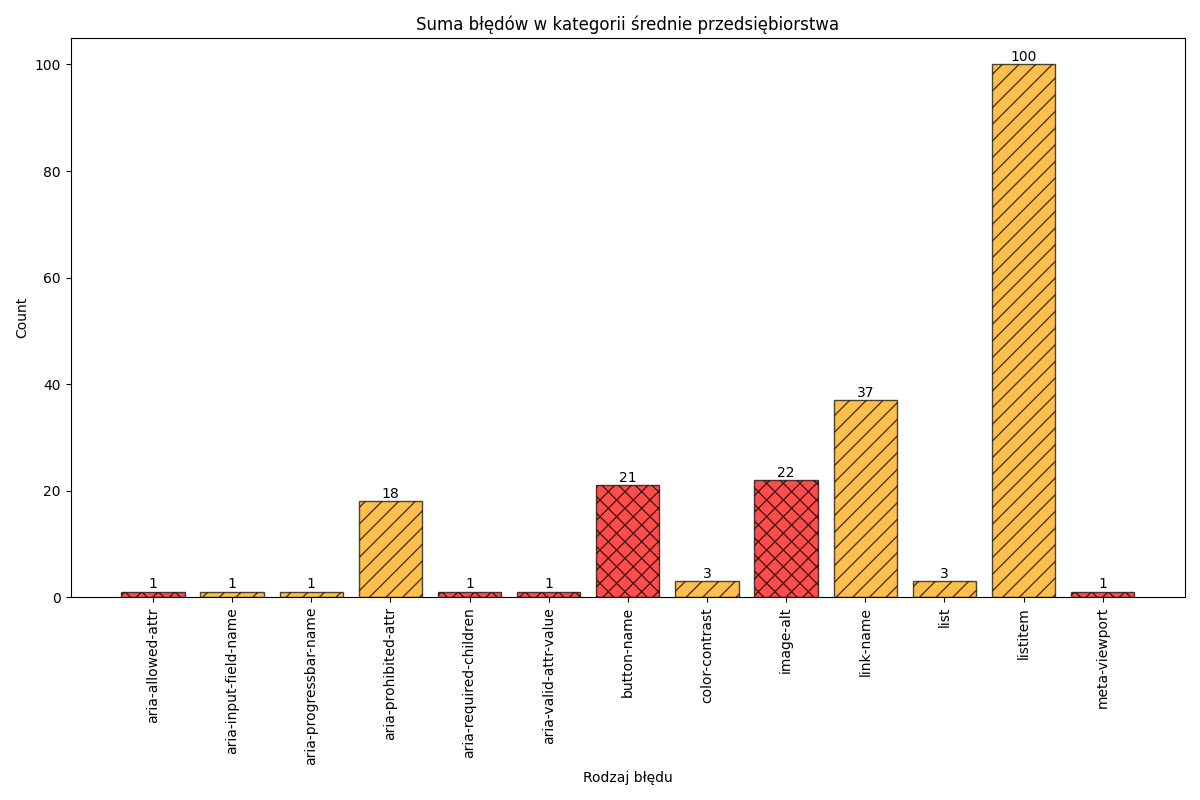 Suma błędów w kategorii średnie przedsiębiorstwa
Count
100
80
60
40
20
0
1
1
1
18
1
1
21
3
22
37
3
100
1
aria-allowed-attr
aria-input-field-name
aria-progressbar-name
aria-prohibited-attr
aria-required-children
aria-valid-attr-value
button-name
color-contrast
image-alt
link-name
list
listitem
meta-viewport
Rodzaj błędu